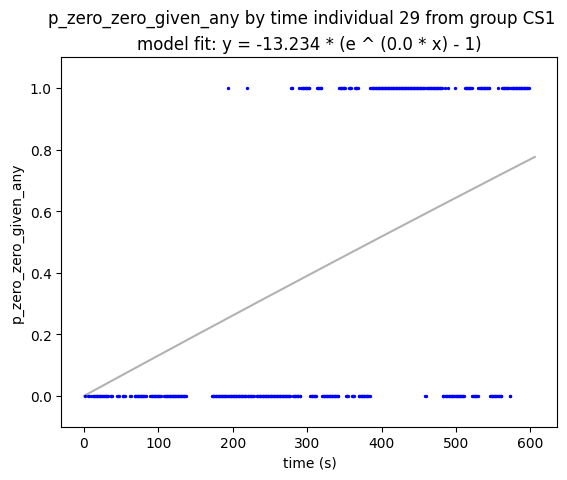 p_zero_zero_given_any by time individual 29 from group CS1
model fit: y = -13.234 * (e ^ (0.0 * x) - 1)
1.0
0.8
0.6
0.4
0.2
0.0
p_zero_zero_given_any
0 100 200 300 400 500 600
time (s)